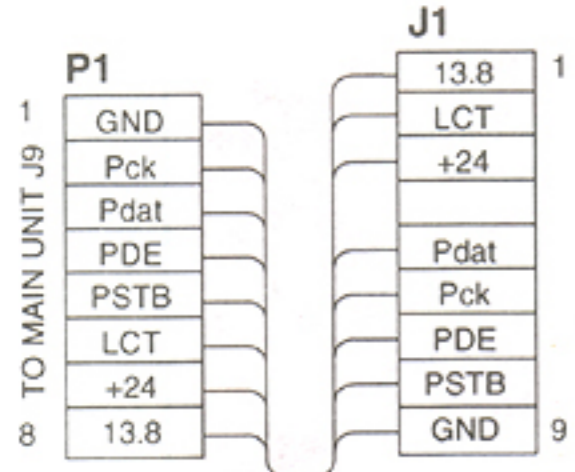 P1
1
GND
Pck
Pdat
PDE
PSTB
LCT
+24
8
13.8
TO MAIN UNIT J9
J1
13.8
1
LCT
+24
Pdat
Pck
PDE
PSTB
GND
9